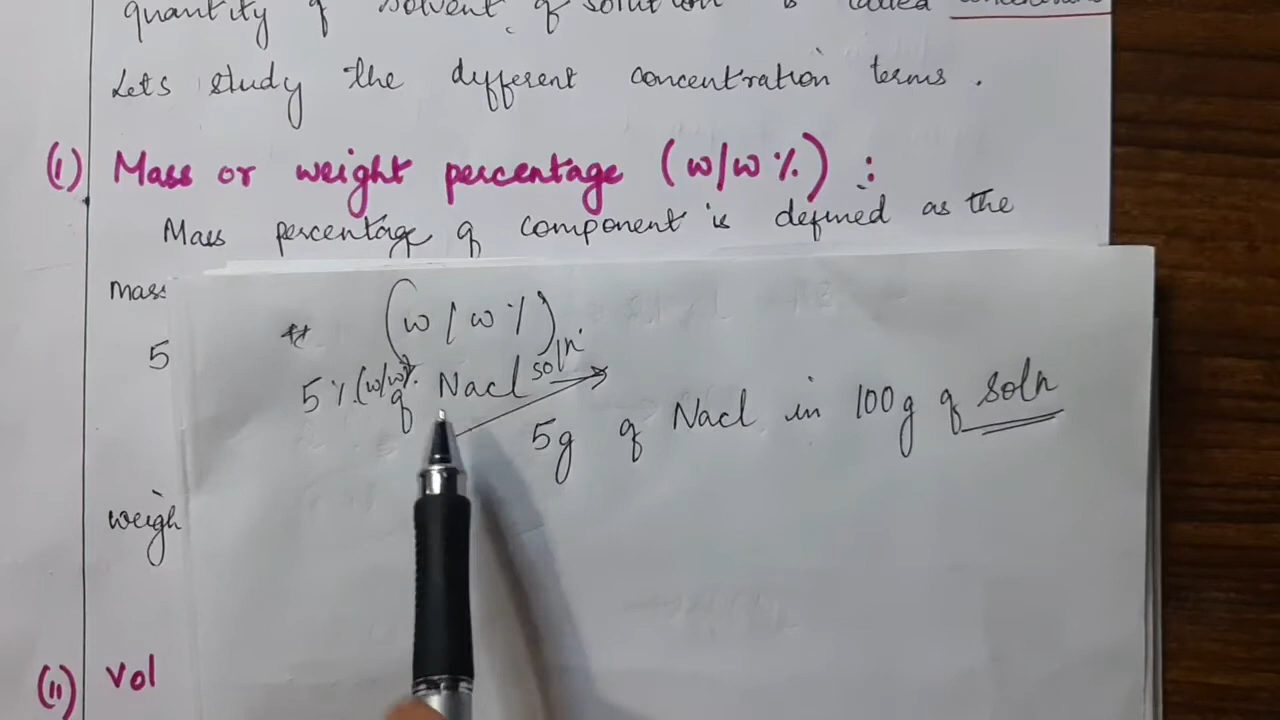 quantity of solvent of solution is called
Lets study the different concentration terms.
(I) Mass or weight percentage (w/w %) :
Mass percentage of component is defined as the
mass
(w/w%)
5
5 %.(w/w)% of Nacl soln.
5g of Nacl in 100g of soln
weigh
(II) Vol